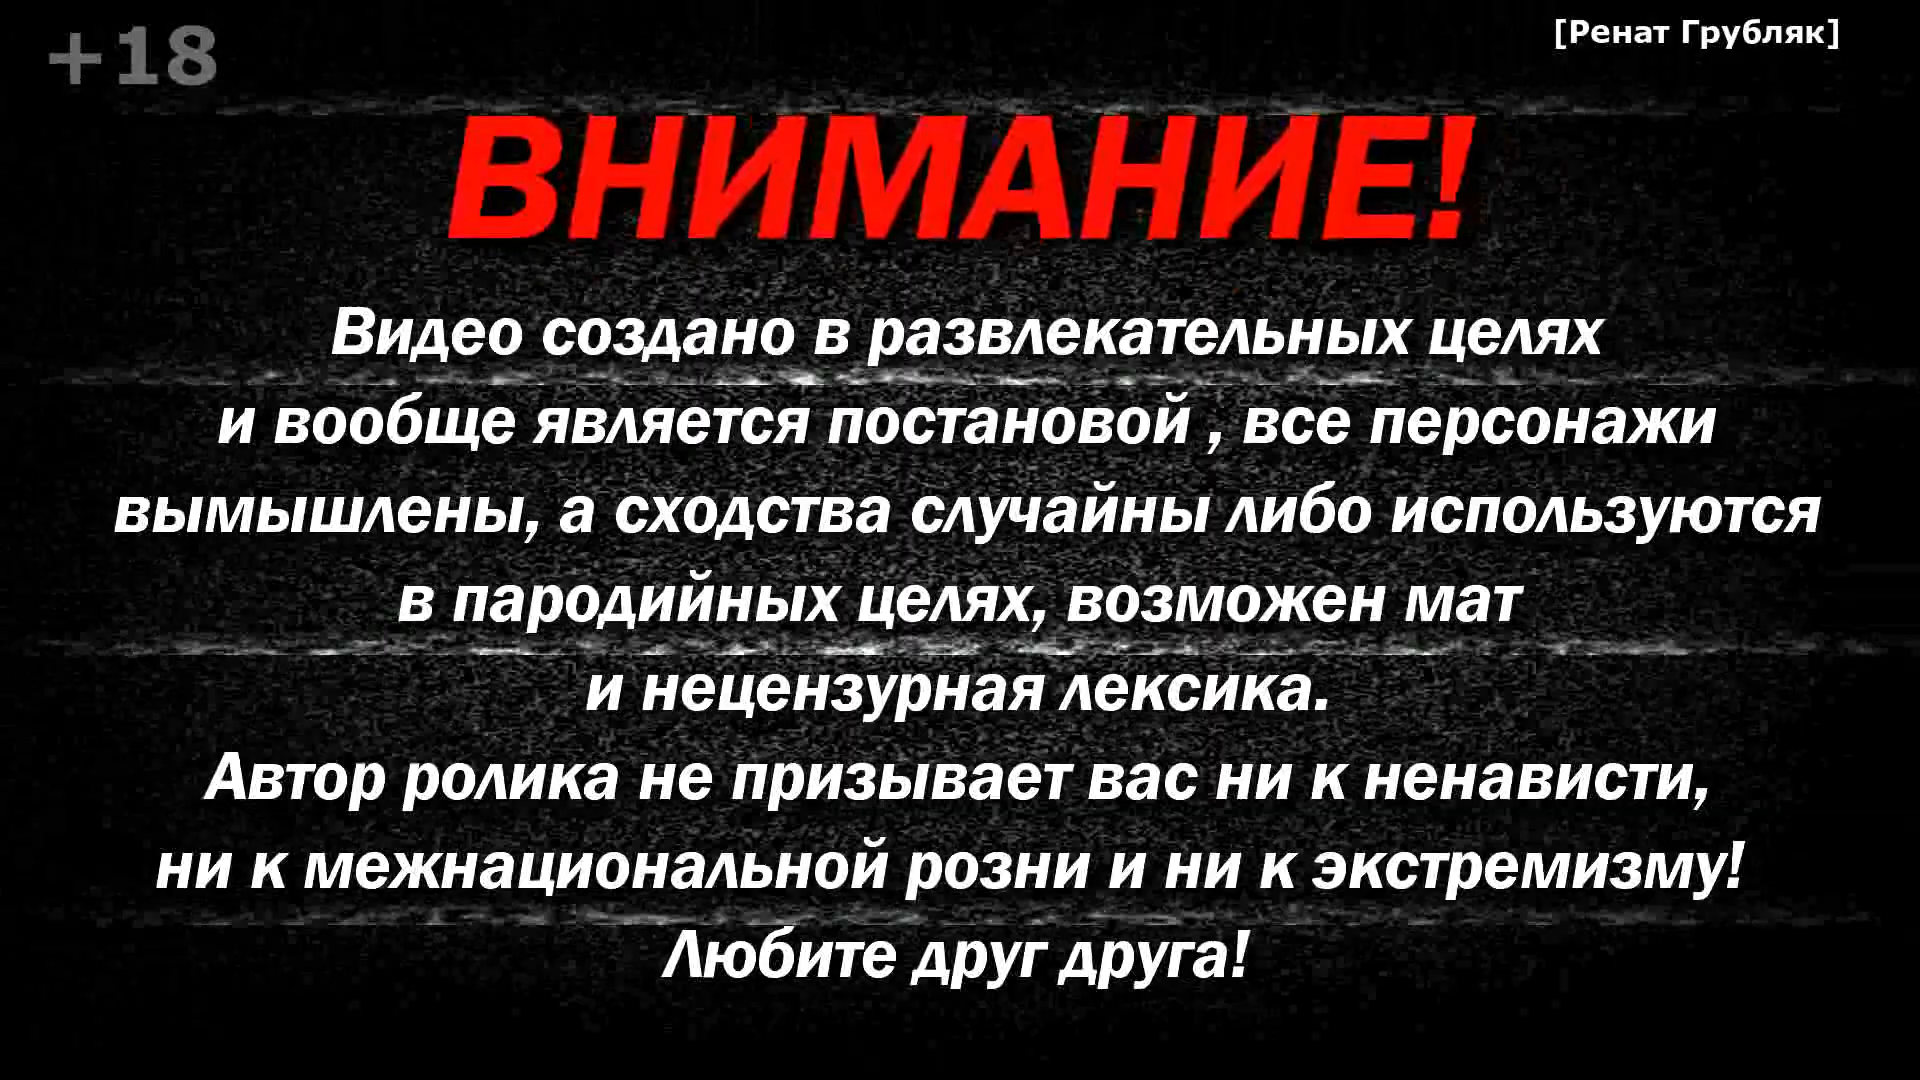 +18
[Ренат Грубляк]
ВНИМАНИЕ!
Видео создано в развлекательных целях
и вообще является постановой , все персонажи
вымышлены, а сходства случайны либо используются
в пародийных целях, возможен мат
и нецензурная лексика.
Автор ролика не призывает вас ни к ненависти,
ни к межнациональной розни и ни к экстремизму!
Любите друг друга!